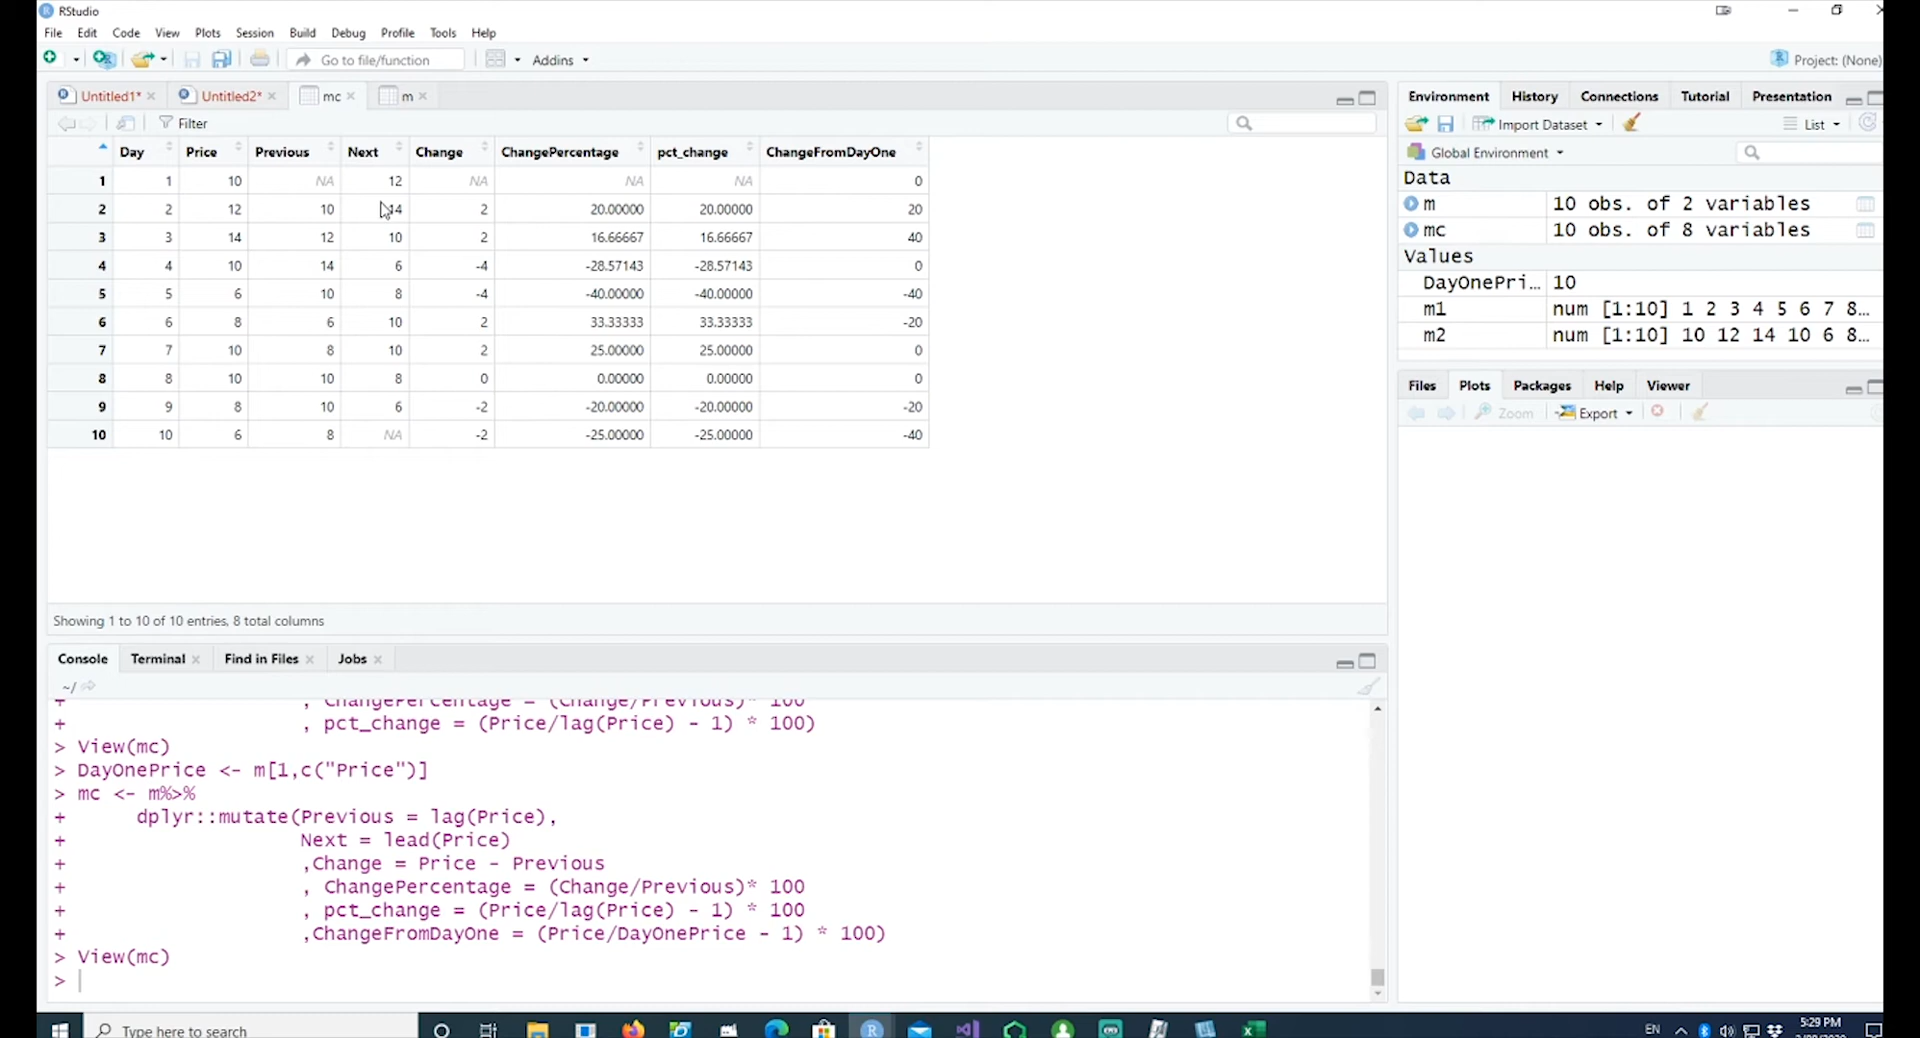 RStudio
File Edit Code View Plots Session Build Debug Profile Tools Help
Go to file/function Addins Project: (None)
Untitled1* Untitled2* mc m
Filter
Day Price Previous Next Change ChangePercentage pct_change ChangeFromDayOne
1 1 10 NA 12 NA NA NA 0
2 2 12 10 14 2 20.00000 20.00000 20
3 3 14 12 10 2 16.66667 16.66667 40
4 4 10 14 6 -4 -28.57143 -28.57143 0
5 5 6 10 8 -4 -40.00000 -40.00000 -40
6 6 8 6 10 2 33.33333 33.33333 -20
7 7 10 8 10 2 25.00000 25.00000 0
8 8 10 10 8 0 0.00000 0.00000 0
9 9 8 10 6 -2 -20.00000 -20.00000 -20
10 10 6 8 NA -2 -25.00000 -25.00000 -40
Showing 1 to 10 of 10 entries, 8 total columns
Console Terminal Find in Files Jobs
~/
+ , ChangePercentage = (Change/Previous)* 100
+ , pct_change = (Price/lag(Price) - 1) * 100)
> View(mc)
> DayOnePrice <- m[1,c("Price")]
> mc <- m%>%
+ dplyr::mutate(Previous = lag(Price),
+ Next = lead(Price)
+ ,Change = Price - Previous
+ , ChangePercentage = (Change/Previous)* 100
+ , pct_change = (Price/lag(Price) - 1) * 100
+ ,ChangeFromDayOne = (Price/DayOnePrice - 1) * 100)
> View(mc)
>
Environment History Connections Tutorial Presentation
Import Dataset List
Global Environment
Data
m 10 obs. of 2 variables
mc 10 obs. of 8 variables
Values
DayOnePri… 10
m1 num [1:10] 1 2 3 4 5 6 7 8…
m2 num [1:10] 10 12 14 10 6 8…
Files Plots Packages Help Viewer
Zoom Export
Type here to search
EN 5:29 PM